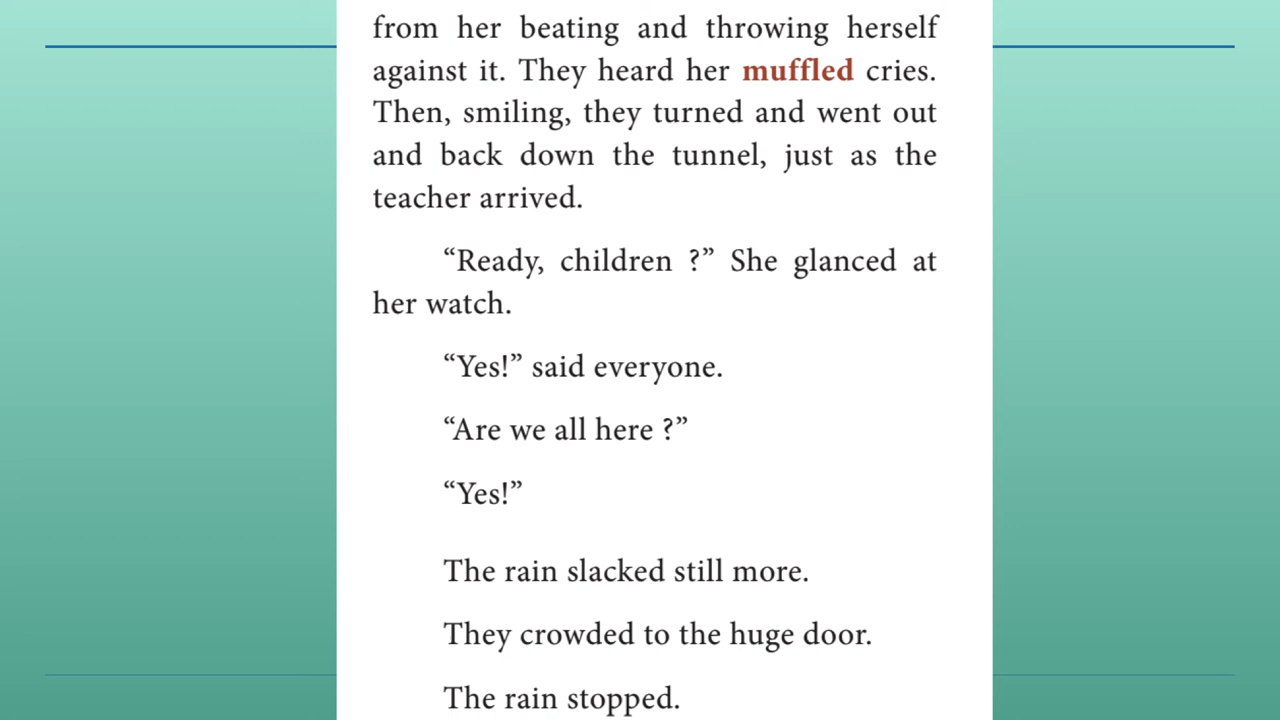 from her beating and throwing herself
against it. They heard her muffled cries.
Then, smiling, they turned and went out
and back down the tunnel, just as the
teacher arrived.
“Ready, children ?” She glanced at
her watch.
“Yes!” said everyone.
“Are we all here ?”
“Yes!”
The rain slacked still more.
They crowded to the huge door.
The rain stopped.